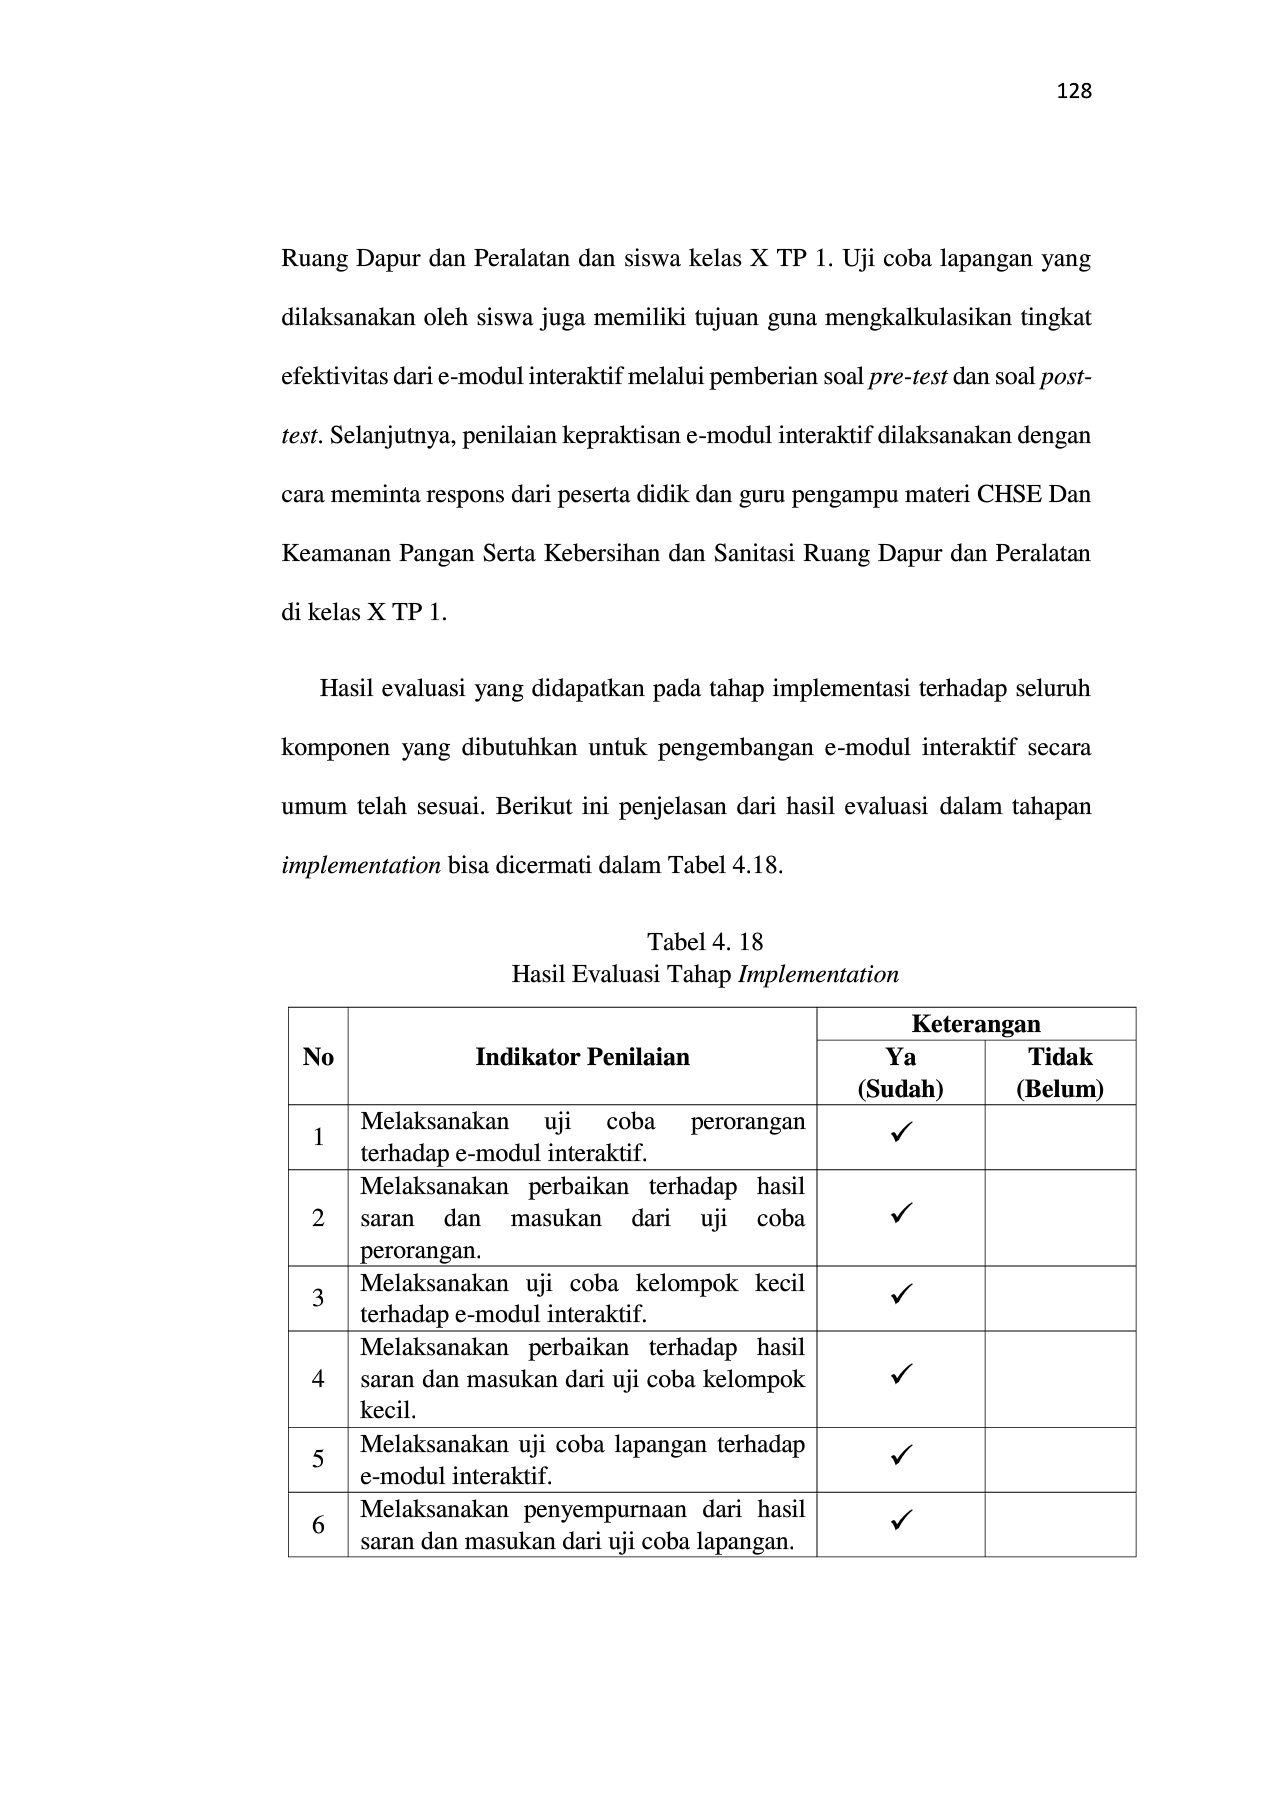 128
Ruang Dapur dan Peralatan dan siswa kelas X TP 1. Uji coba lapangan yang
dilaksanakan oleh siswa juga memiliki tujuan guna mengkalkulasikan tingkat
efektivitas dari e-modul interaktif melalui pemberian soal pre-test dan soal post-
test. Selanjutnya, penilaian kepraktisan e-modul interaktif dilaksanakan dengan
cara meminta respons dari peserta didik dan guru pengampu materi CHSE Dan
Keamanan Pangan Serta Kebersihan dan Sanitasi Ruang Dapur dan Peralatan
di kelas X TP 1.
Hasil evaluasi yang didapatkan pada tahap implementasi terhadap seluruh
komponen yang dibutuhkan untuk pengembangan e-modul interaktif secara
umum telah sesuai. Berikut ini penjelasan dari hasil evaluasi dalam tahapan
implementation bisa dicermati dalam Tabel 4.18.
Tabel 4. 18
Hasil Evaluasi Tahap Implementation
Keterangan
No Indikator Penilaian Ya Tidak
(Sudah) (Belum)
1 Melaksanakan uji coba perorangan ✓
terhadap e-modul interaktif.
Melaksanakan perbaikan terhadap hasil
2 saran dan masukan dari uji coba ✓
perorangan.
3 Melaksanakan uji coba kelompok kecil ✓
terhadap e-modul interaktif.
Melaksanakan perbaikan terhadap hasil
4 saran dan masukan dari uji coba kelompok ✓
kecil.
5 Melaksanakan uji coba lapangan terhadap ✓
e-modul interaktif.
6 Melaksanakan penyempurnaan dari hasil ✓
saran dan masukan dari uji coba lapangan.